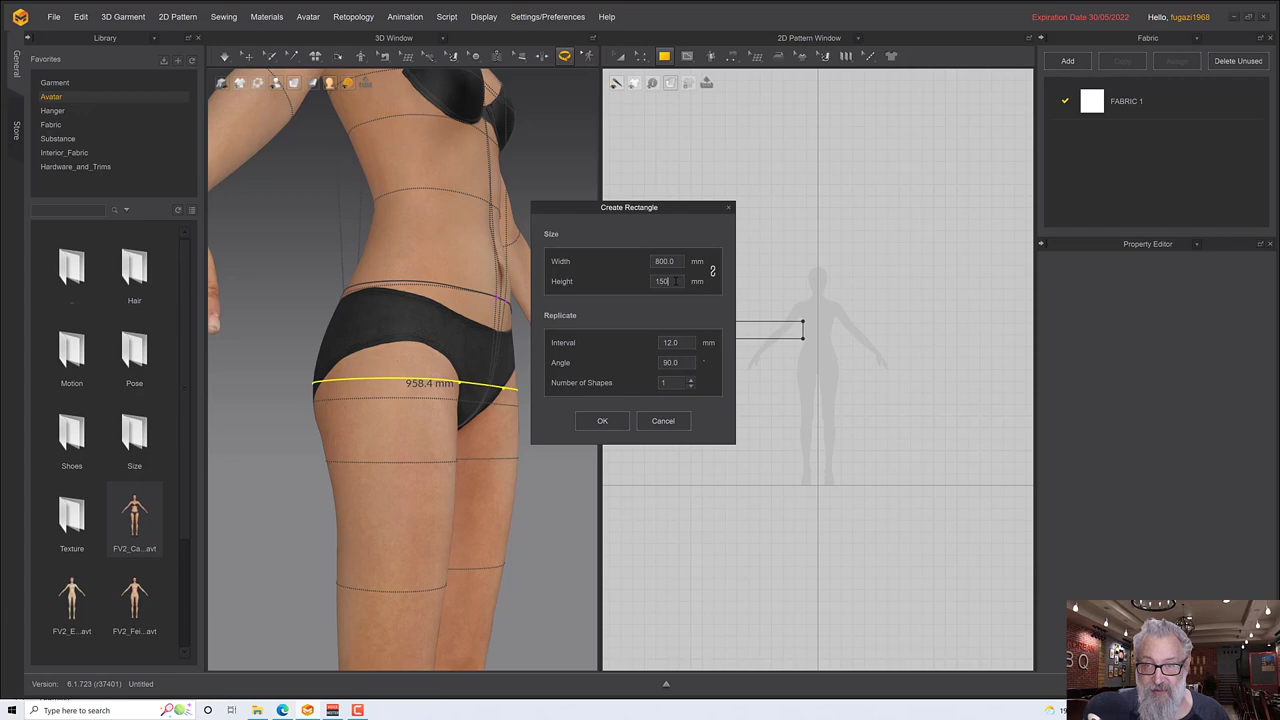 File Edit 3D Garment 2D Pattern Sewing Materials Avatar Retopology Animation Script Display Settings/Preferences Help
Expiration Date 30/05/2022 Hello, fugazi1968
Library
3D Window
2D Pattern Window
Fabric
General
Store
Favorites
Garment
Avatar
Hanger
Fabric
Substance
Interior_Fabric
Hardware_and_Trims
..
Hair
Motion
Pose
Shoes
Size
Texture
FV2_Ca...avt
FV2_E...avt
FV2_Fei...avt
958.4 mm
Create Rectangle
Size
Width 800.0 mm
Height 150 mm
Replicate
Interval 12.0 mm
Angle 90.0 °
Number of Shapes 1
OK Cancel
Add Copy Assign Delete Unused
FABRIC 1
Property Editor
Version: 6.1.723 (r37401) Untitled
Type here to search